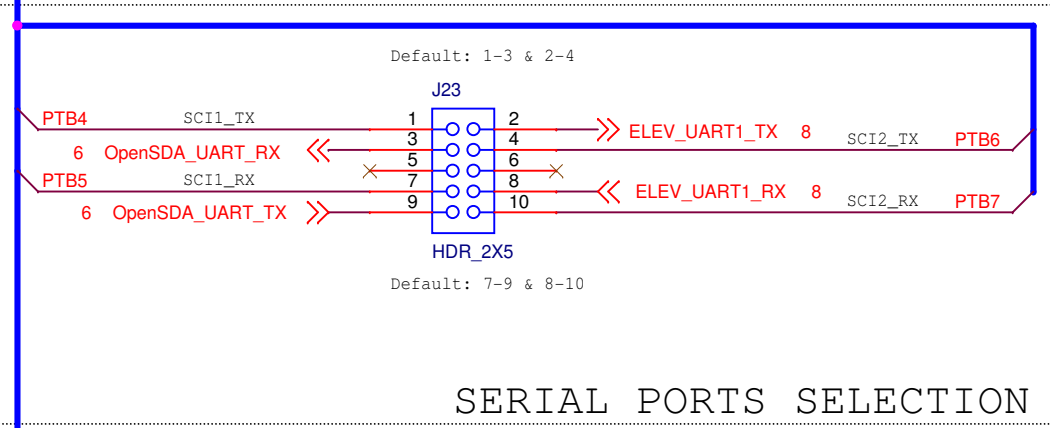 Default: 1-3 & 2-4
J23
PTB4 SCI1_TX 1 2 ELEV_UART1_TX 8
6 OpenSDA_UART_RX 3 4 SCI2_TX PTB6
5 6
PTB5 SCI1_RX 7 8 ELEV_UART1_RX 8
6 OpenSDA_UART_TX 9 10 SCI2_RX PTB7
HDR_2X5
Default: 7-9 & 8-10
SERIAL PORTS SELECTION